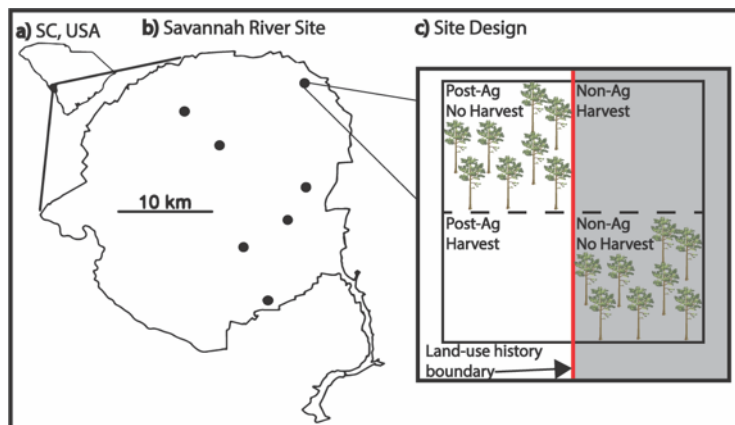 a) SC, USA
b) Savannah River Site
10 km
c) Site Design
Post-Ag
No Harvest
Non-Ag
Harvest
Post-Ag
Harvest
Non-Ag
No Harvest
Land-use history
boundary